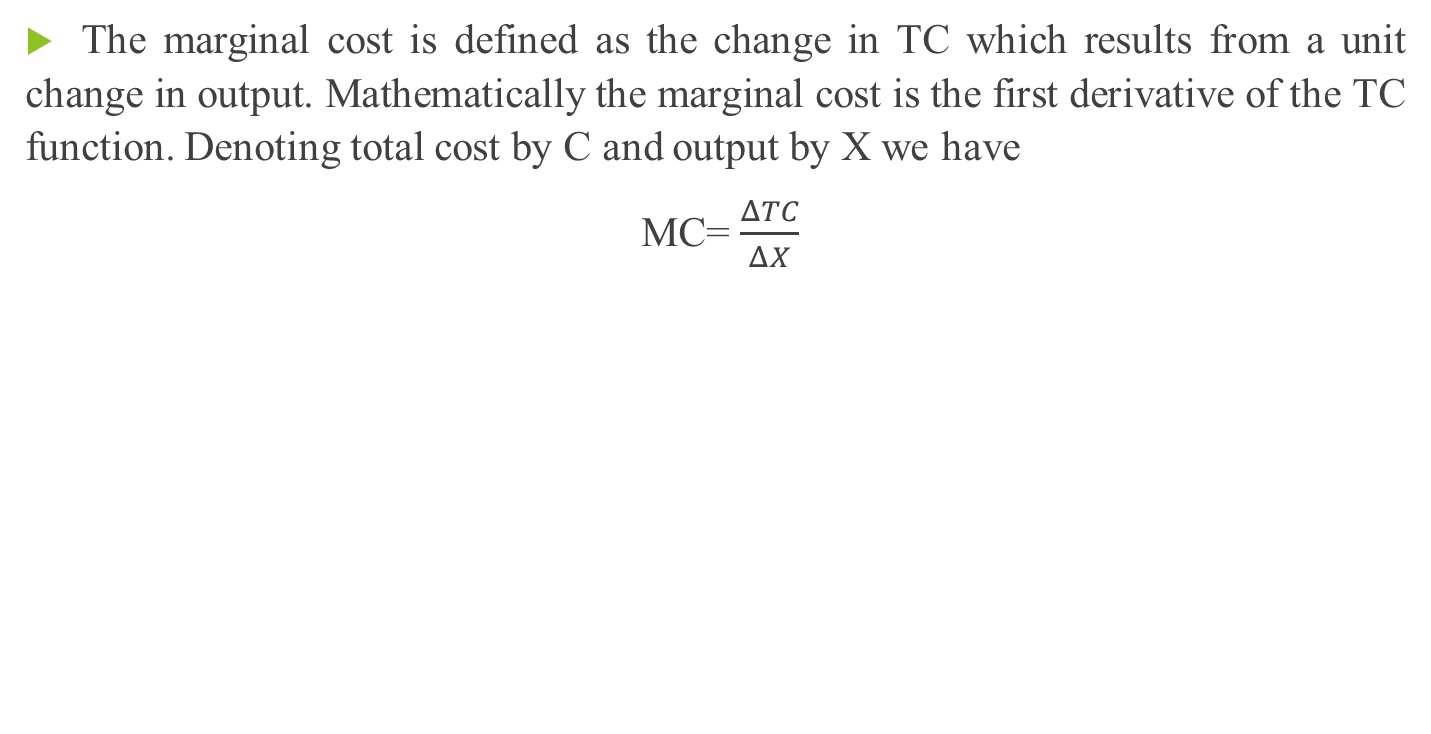 ▶ The marginal cost is defined as the change in TC which results from a unit
change in output. Mathematically the marginal cost is the first derivative of the TC
function. Denoting total cost by C and output by X we have
MC= ΔTC/ΔX